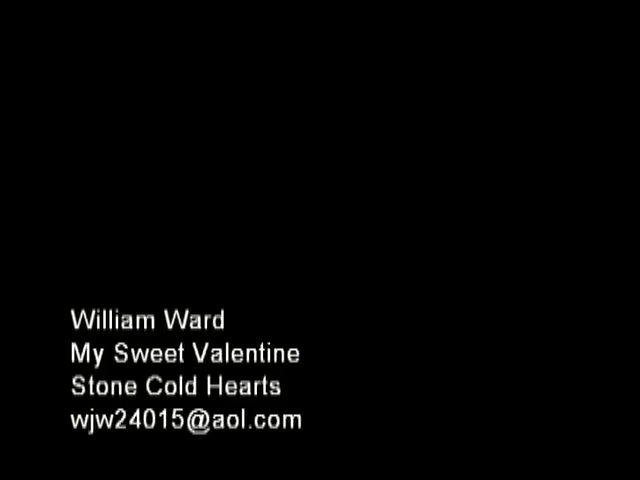 William Ward
My Sweet Valentine
Stone Cold Hearts
wjw24015@aol.com